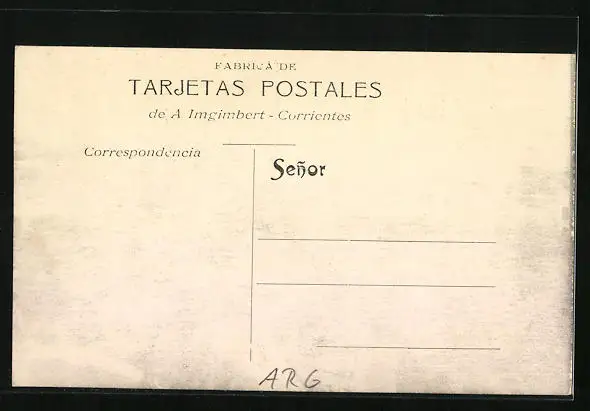 FABRICA DE
TARJETAS POSTALES
de A. Imgimbert - Corrientes
Correspondencia
Señor
ARG